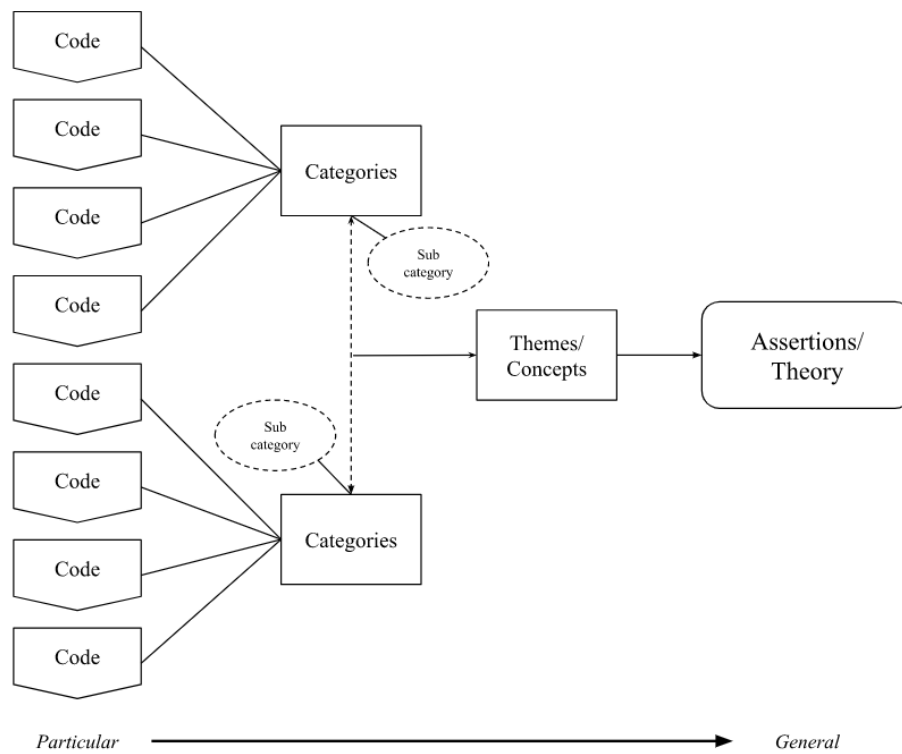 Code
Code
Code
Code
Code
Code
Code
Code
Categories
Sub
category
Sub
category
Categories
Themes/
Concepts
Assertions/
Theory
Particular
General